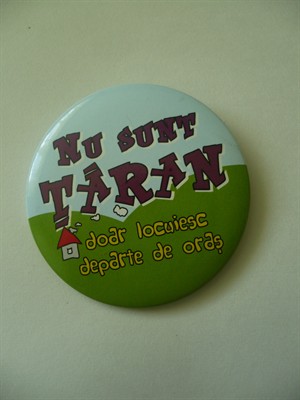 NU SUNT
ȚĂRAN
doar locuiesc
departe de oraș